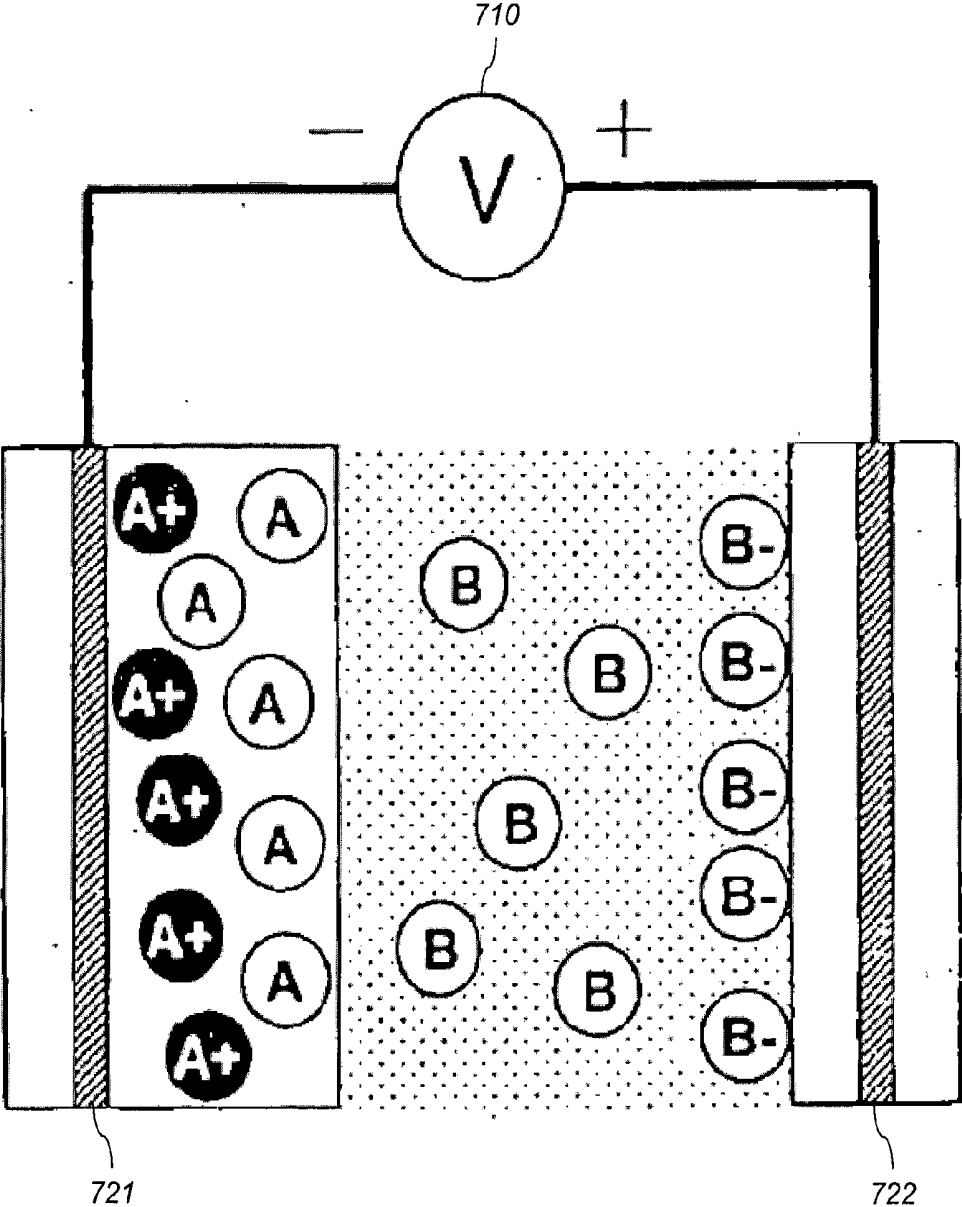 710
− +
V
A+ A
B B-
A
B B-
A+ A
A+ B B-
A
B-
A+ B
A B
B-
A+
721 722